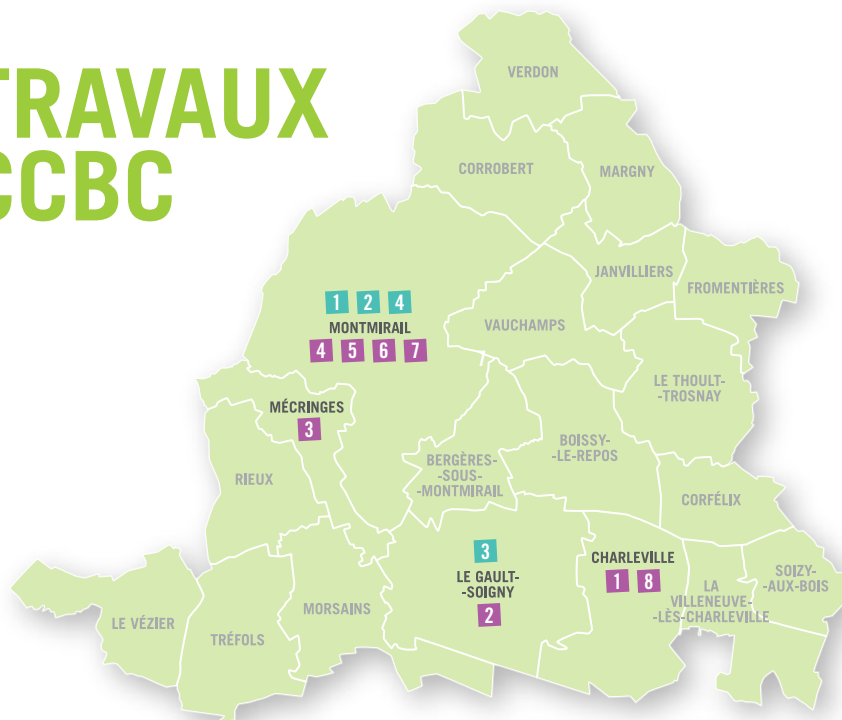 TRAVAUX
CCBC
VERDON
CORROBERT
MARGNY
JANVILLIERS
FROMENTIÈRES
1 2 4
MONTMIRAIL
4 5 6 7
VAUCHAMPS
LE THOULT-
-TROSNAY
MÉCRINGES
3
RIEUX
BERGÈRES-
-SOUS-
-MONTMIRAIL
BOISSY-
-LE-REPOS
CORFÉLIX
3
LE GAULT-
-SOIGNY
2
CHARLEVILLE
1 8
LA
VILLENEUVE-
-LÈS-CHARLEVILLE
SOIZY-
-AUX-BOIS
MORSAINS
LE VÉZIER
TRÉFOLS